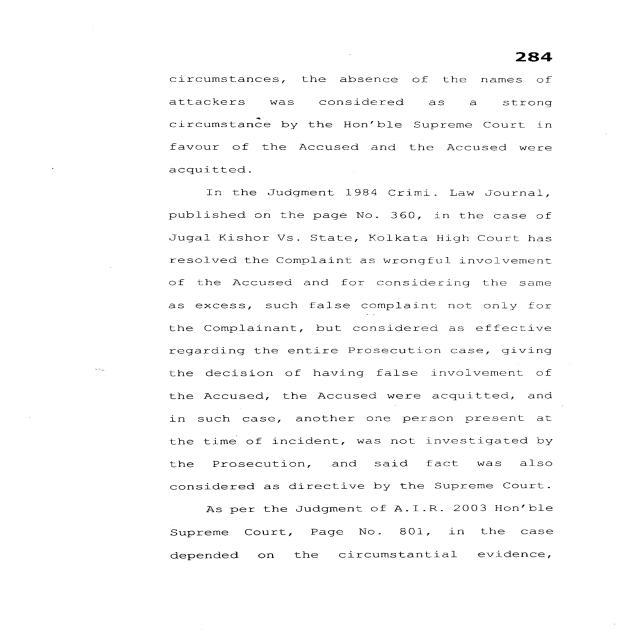 284
circumstances, the absence of the names of
attackers was considered as a strong
circumstance by the Hon'ble Supreme Court in
favour of the Accused and the Accused were
acquitted.
In the Judgment 1984 Crimi. Law Journal,
published on the page No. 360, in the case of
Jugal Kishor Vs. State, Kolkata High Court has
resolved the Complaint as wrongful involvement
of the Accused and for considering the same
as excess, such false complaint not only for
the Complainant, but considered as effective
regarding the entire Prosecution case, giving
the decision of having false involvement of
the Accused, the Accused were acquitted, and
in such case, another one person present at
the time of incident, was not investigated by
the Prosecution, and said fact was also
considered as directive by the Supreme Court.
As per the Judgment of A.I.R. 2003 Hon'ble
Supreme Court, Page No. 801, in the case
depended on the circumstantial evidence,